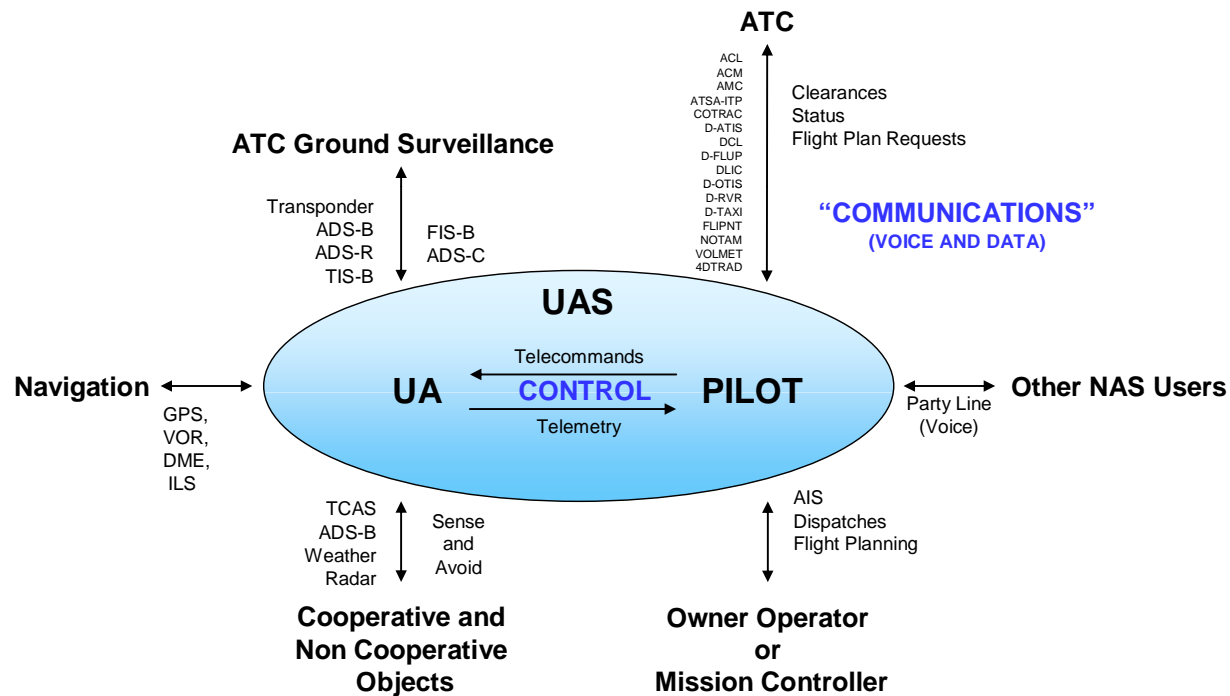 ATC
ACL
ACM
AMC
ATSA-ITP
COTRAC
D-ATIS
DCL
D-FLUP
DLIC
D-OTIS
D-RVR
D-TAXI
FLIPNT
NOTAM
VOLMET
4DTRAD
Clearances
Status
Flight Plan Requests
ATC Ground Surveillance
Transponder
ADS-B
ADS-R
TIS-B
FIS-B
ADS-C
“COMMUNICATIONS”
(VOICE AND DATA)
UAS
Telecommands
UA
CONTROL
PILOT
Telemetry
Navigation
GPS,
VOR,
DME,
ILS
Other NAS Users
Party Line
(Voice)
TCAS
ADS-B
Weather
Radar
Sense
and
Avoid
AIS
Dispatches
Flight Planning
Cooperative and
Non Cooperative
Objects
Owner Operator
or
Mission Controller